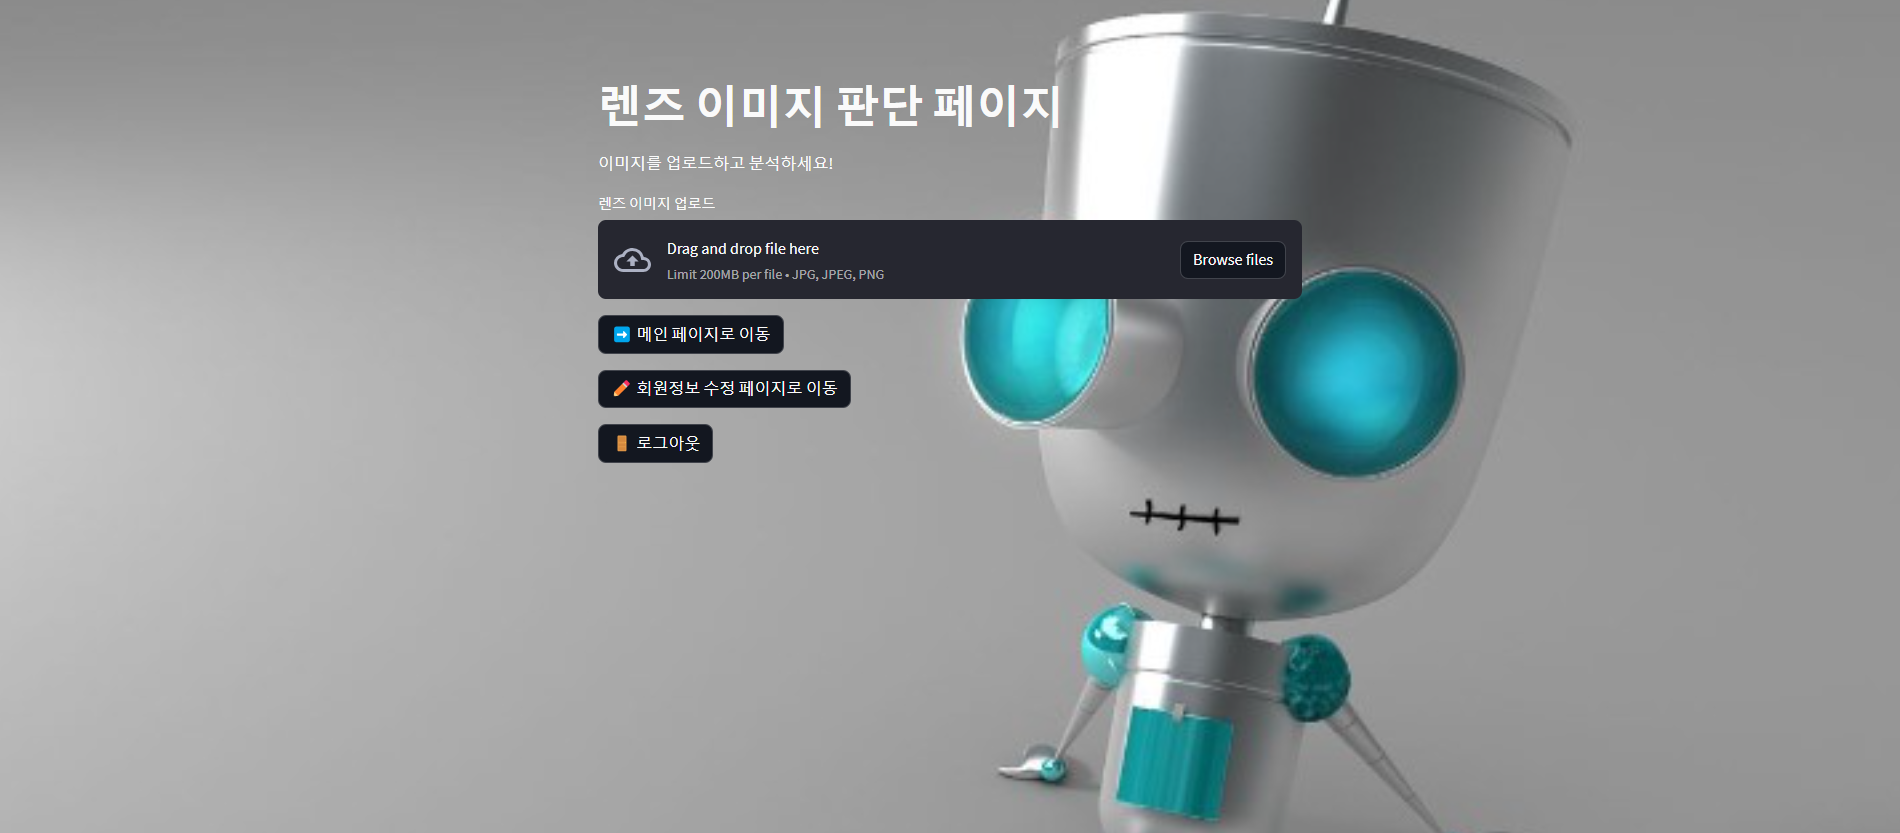 렌즈 이미지 판단 페이지
이미지를 업로드하고 분석하세요!
렌즈 이미지 업로드
Drag and drop file here
Limit 200MB per file • JPG, JPEG, PNG
Browse files
➡️ 메인 페이지로 이동
✏️ 회원정보 수정 페이지로 이동
🚪 로그아웃